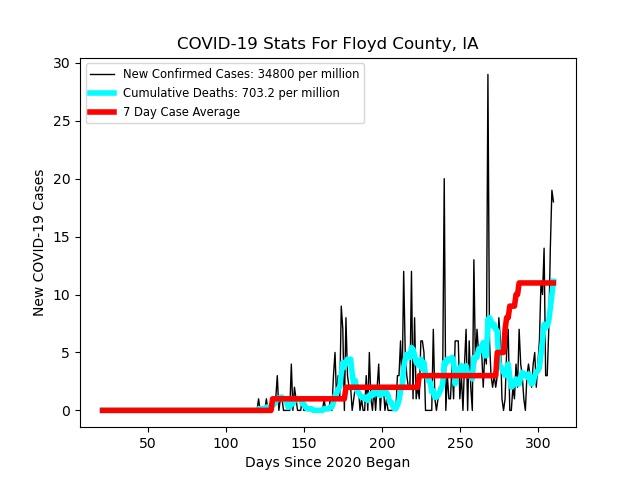 COVID-19 Stats For Floyd County, IA
New Confirmed Cases: 34800 per million
Cumulative Deaths: 703.2 per million
7 Day Case Average
New COVID-19 Cases
30
25
20
15
10
5
0
50 100 150 200 250 300
Days Since 2020 Began